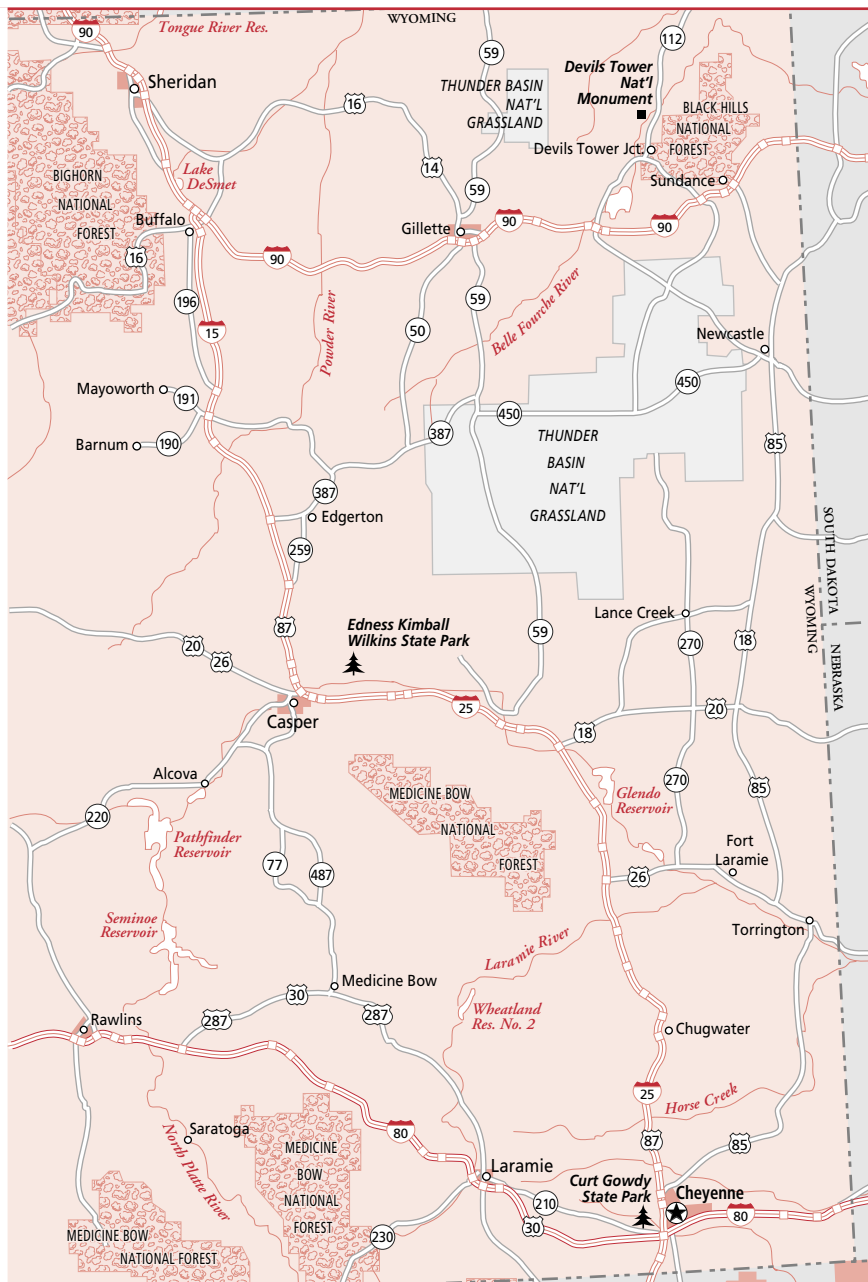 WYOMING
90
Tongue River Res.
59
112
Sheridan
THUNDER BASIN
NAT'L
GRASSLAND
Devils Tower
Nat'l
Monument
16
BLACK HILLS
NATIONAL
FOREST
Devils Tower Jct.
14
Lake
DeSmet
59
Sundance
BIGHORN
NATIONAL
FOREST
Buffalo
Gillette
90
90
16
90
196
59
Belle Fourche River
Powder River
15
50
Newcastle
Mayoworth
191
450
450
387
THUNDER
BASIN
NAT'L
GRASSLAND
Barnum
190
85
387
Edgerton
SOUTH DAKOTA
259
WYOMING
NEBRASKA
Lance Creek
87
Edness Kimball
Wilkins State Park
59
270
18
20
26
25
20
Casper
18
Alcova
MEDICINE BOW
NATIONAL
FOREST
Glendo
Reservoir
270
85
220
Pathfinder
Reservoir
Fort
Laramie
77
487
26
Seminoe
Reservoir
Laramie River
Torrington
Medicine Bow
30
287
287
Wheatland
Res. No. 2
Rawlins
Chugwater
25
Horse Creek
80
87
85
Saratoga
North Platte River
MEDICINE
BOW
NATIONAL
FOREST
Laramie
Curt Gowdy
State Park
Cheyenne
210
30
80
230
MEDICINE BOW
NATIONAL FOREST